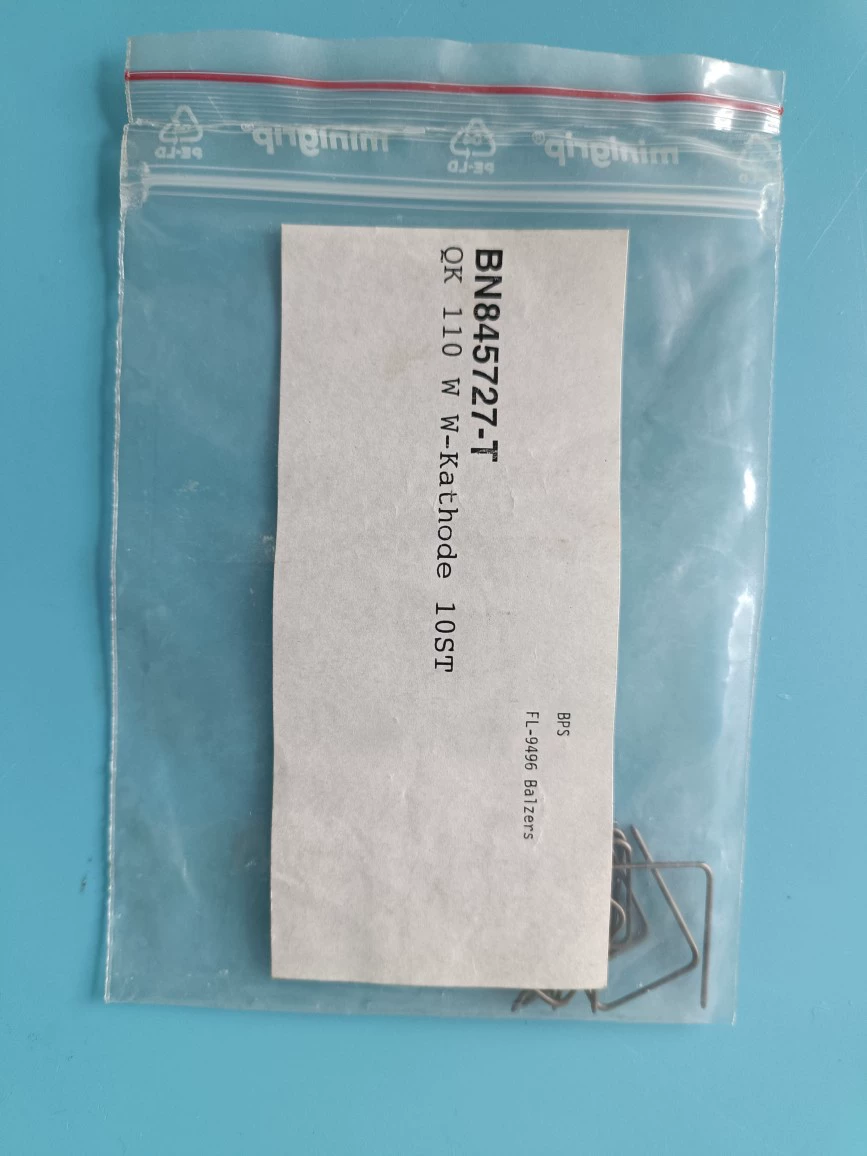 minigrip®
minigrip®
PE-LD
PE-LD
BN845727-T
QK 110 W W-Kathode 10ST
BPS
FL-9496 Balzers